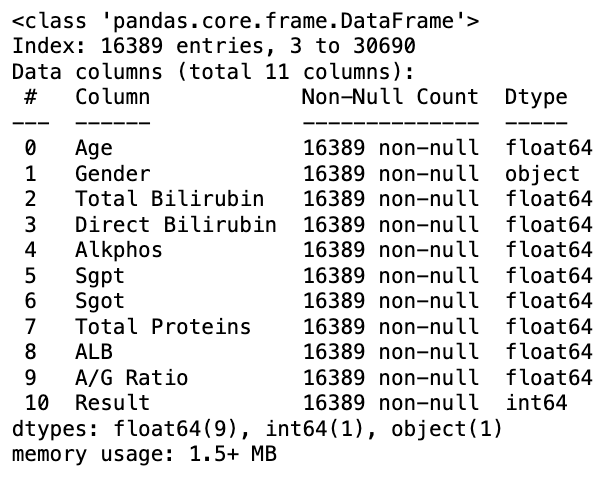 <class 'pandas.core.frame.DataFrame'>
Index: 16389 entries, 3 to 30690
Data columns (total 11 columns):
 #   Column            Non-Null Count  Dtype
---  ------            --------------  -----
 0   Age               16389 non-null  float64
 1   Gender            16389 non-null  object
 2   Total Bilirubin   16389 non-null  float64
 3   Direct Bilirubin  16389 non-null  float64
 4   Alkphos           16389 non-null  float64
 5   Sgpt              16389 non-null  float64
 6   Sgot              16389 non-null  float64
 7   Total Proteins    16389 non-null  float64
 8   ALB               16389 non-null  float64
 9   A/G Ratio         16389 non-null  float64
 10  Result            16389 non-null  int64
dtypes: float64(9), int64(1), object(1)
memory usage: 1.5+ MB